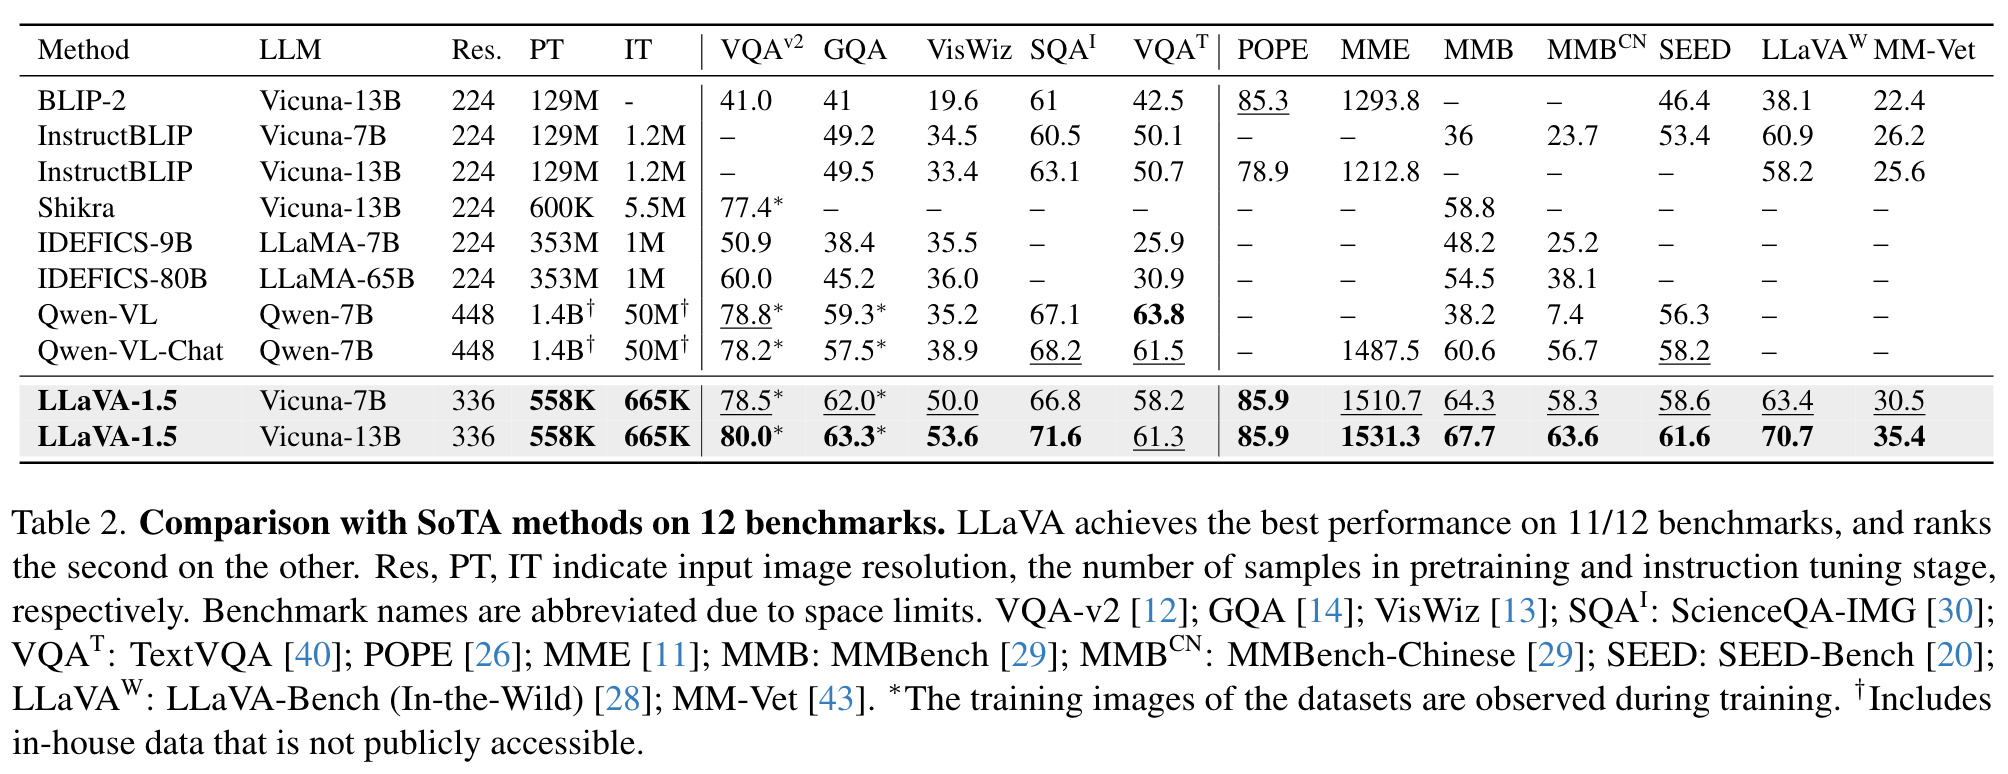 Method LLM Res. PT IT VQAv2 GQA VisWiz SQAI VQAT POPE MME MMB MMBCN SEED LLaVAW MM-Vet
BLIP-2 Vicuna-13B 224 129M - 41.0 41 19.6 61 42.5 85.3 1293.8 – – 46.4 38.1 22.4
InstructBLIP Vicuna-7B 224 129M 1.2M – 49.2 34.5 60.5 50.1 – – 36 23.7 53.4 60.9 26.2
InstructBLIP Vicuna-13B 224 129M 1.2M – 49.5 33.4 63.1 50.7 78.9 1212.8 – – – 58.2 25.6
Shikra Vicuna-13B 224 600K 5.5M 77.4* – – – – – – 58.8 – – – –
IDEFICS-9B LLaMA-7B 224 353M 1M 50.9 38.4 35.5 – 25.9 – – 48.2 25.2 – – –
IDEFICS-80B LLaMA-65B 224 353M 1M 60.0 45.2 36.0 – 30.9 – – 54.5 38.1 – – –
Qwen-VL Qwen-7B 448 1.4B† 50M† 78.8* 59.3* 35.2 67.1 63.8 – – 38.2 7.4 56.3 – –
Qwen-VL-Chat Qwen-7B 448 1.4B† 50M† 78.2* 57.5* 38.9 68.2 61.5 – 1487.5 60.6 56.7 58.2 – –
LLaVA-1.5 Vicuna-7B 336 558K 665K 78.5* 62.0* 50.0 66.8 58.2 85.9 1510.7 64.3 58.3 58.6 63.4 30.5
LLaVA-1.5 Vicuna-13B 336 558K 665K 80.0* 63.3* 53.6 71.6 61.3 85.9 1531.3 67.7 63.6 61.6 70.7 35.4
Table 2. Comparison with SoTA methods on 12 benchmarks. LLaVA achieves the best performance on 11/12 benchmarks, and ranks
the second on the other. Res, PT, IT indicate input image resolution, the number of samples in pretraining and instruction tuning stage,
respectively. Benchmark names are abbreviated due to space limits. VQA-v2 [12]; GQA [14]; VisWiz [13]; SQAI: ScienceQA-IMG [30];
VQAT: TextVQA [40]; POPE [26]; MME [11]; MMB: MMBench [29]; MMBCN: MMBench-Chinese [29]; SEED: SEED-Bench [20];
LLaVAW: LLaVA-Bench (In-the-Wild) [28]; MM-Vet [43]. *The training images of the datasets are observed during training. †Includes
in-house data that is not publicly accessible.